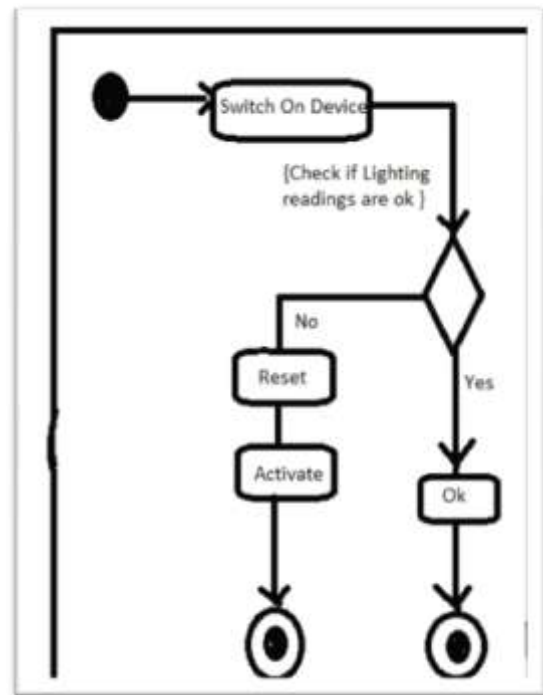 Switch On Device
{Check if Lighting
readings are ok }
No
Reset
Yes
Activate
Ok